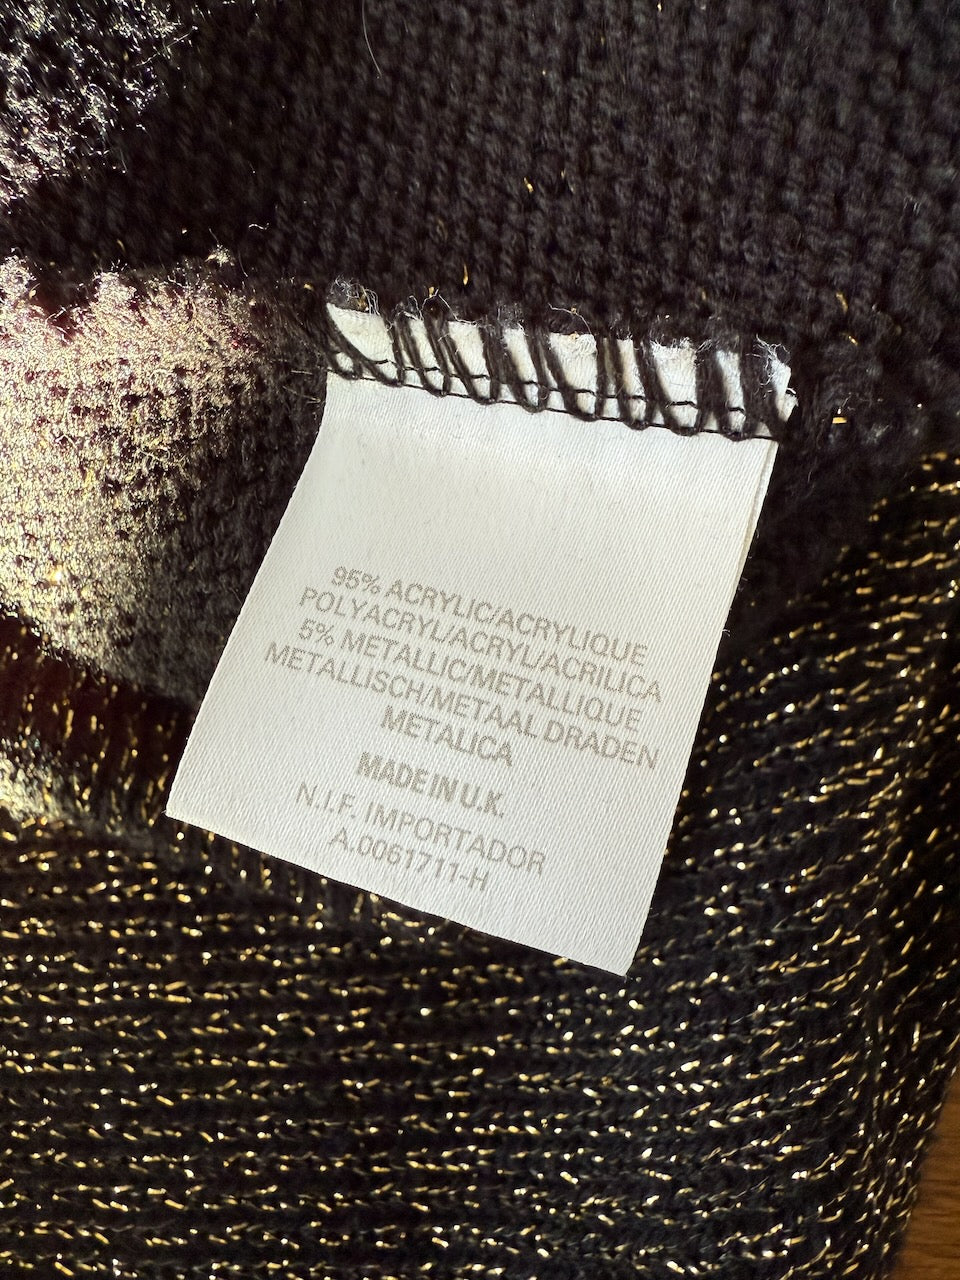 95% ACRYLIC/ACRYLIQUE
POLYACRYL/ACRYL/ACRILICA
5% METALLIC/METALLIQUE
METALLISCH/METAAL DRADEN
METALICA
MADE IN U.K.
N.I.F. IMPORTADOR
A.0061711-H